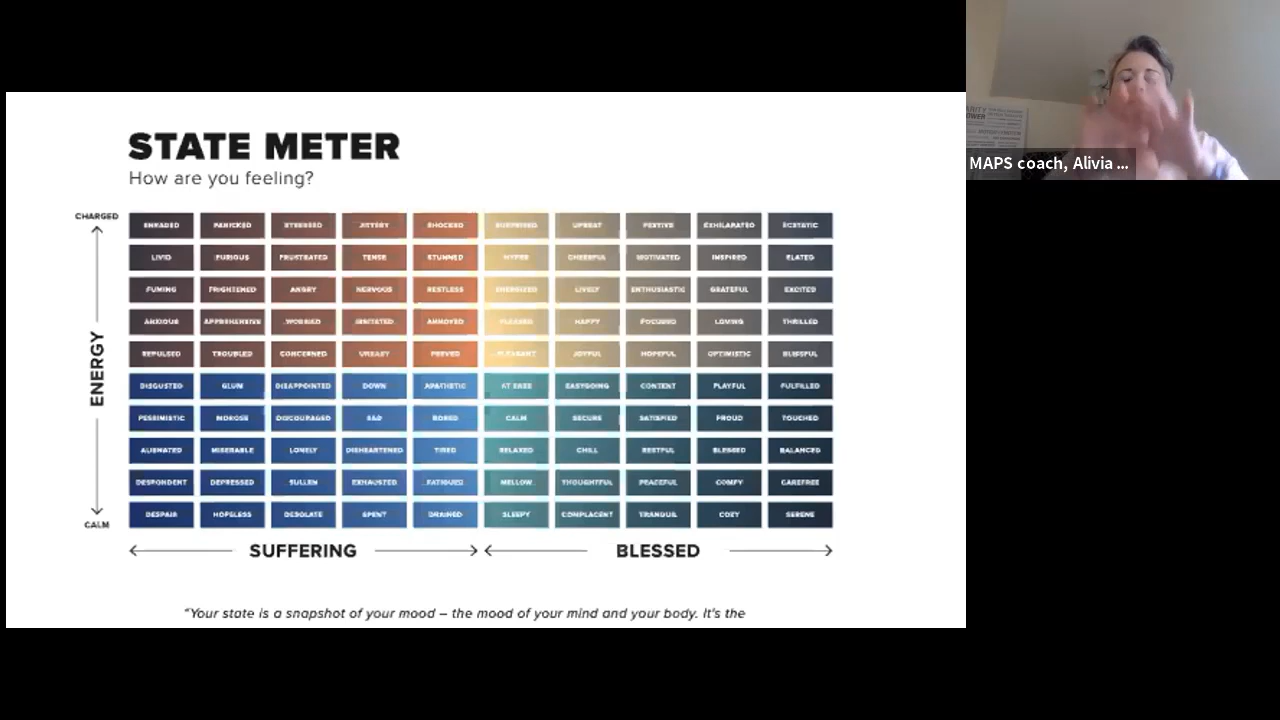 STATE METER
How are you feeling?
CHARGED
ENRAGED PANICKED STRESSED JITTERY SHOCKED SURPRISED UPBEAT FESTIVE EXHILARATED ECSTATIC
LIVID FURIOUS FRUSTRATED TENSE STUNNED HYPER CHEERFUL MOTIVATED INSPIRED ELATED
FUMING FRIGHTENED ANGRY NERVOUS RESTLESS ENERGIZED LIVELY ENTHUSIASTIC GRATEFUL EXCITED
ANXIOUS APPREHENSIVE WORRIED IRRITATED ANNOYED PLEASED HAPPY FOCUSED LOVING THRILLED
REPULSED TROUBLED CONCERNED UNEASY PEEVED PLEASANT JOYFUL HOPEFUL OPTIMISTIC BLISSFUL
DISGUSTED GLUM DISAPPOINTED DOWN APATHETIC AT EASE EASYGOING CONTENT PLAYFUL FULFILLED
PESSIMISTIC MOROSE DISCOURAGED SAD BORED CALM SECURE SATISFIED PROUD TOUCHED
ALIENATED MISERABLE LONELY DISHEARTENED TIRED RELAXED CHILL RESTFUL BLESSED BALANCED
DESPONDENT DEPRESSED SULLEN EXHAUSTED FATIGUED MELLOW THOUGHTFUL PEACEFUL COMFY CAREFREE
DESPAIR HOPELESS DESOLATE SPENT DRAINED SLEEPY COMPLACENT TRANQUIL COZY SERENE
ENERGY
CALM
SUFFERING BLESSED
"Your state is a snapshot of your mood – the mood of your mind and your body. It's the
MAPS coach, Alivia ...